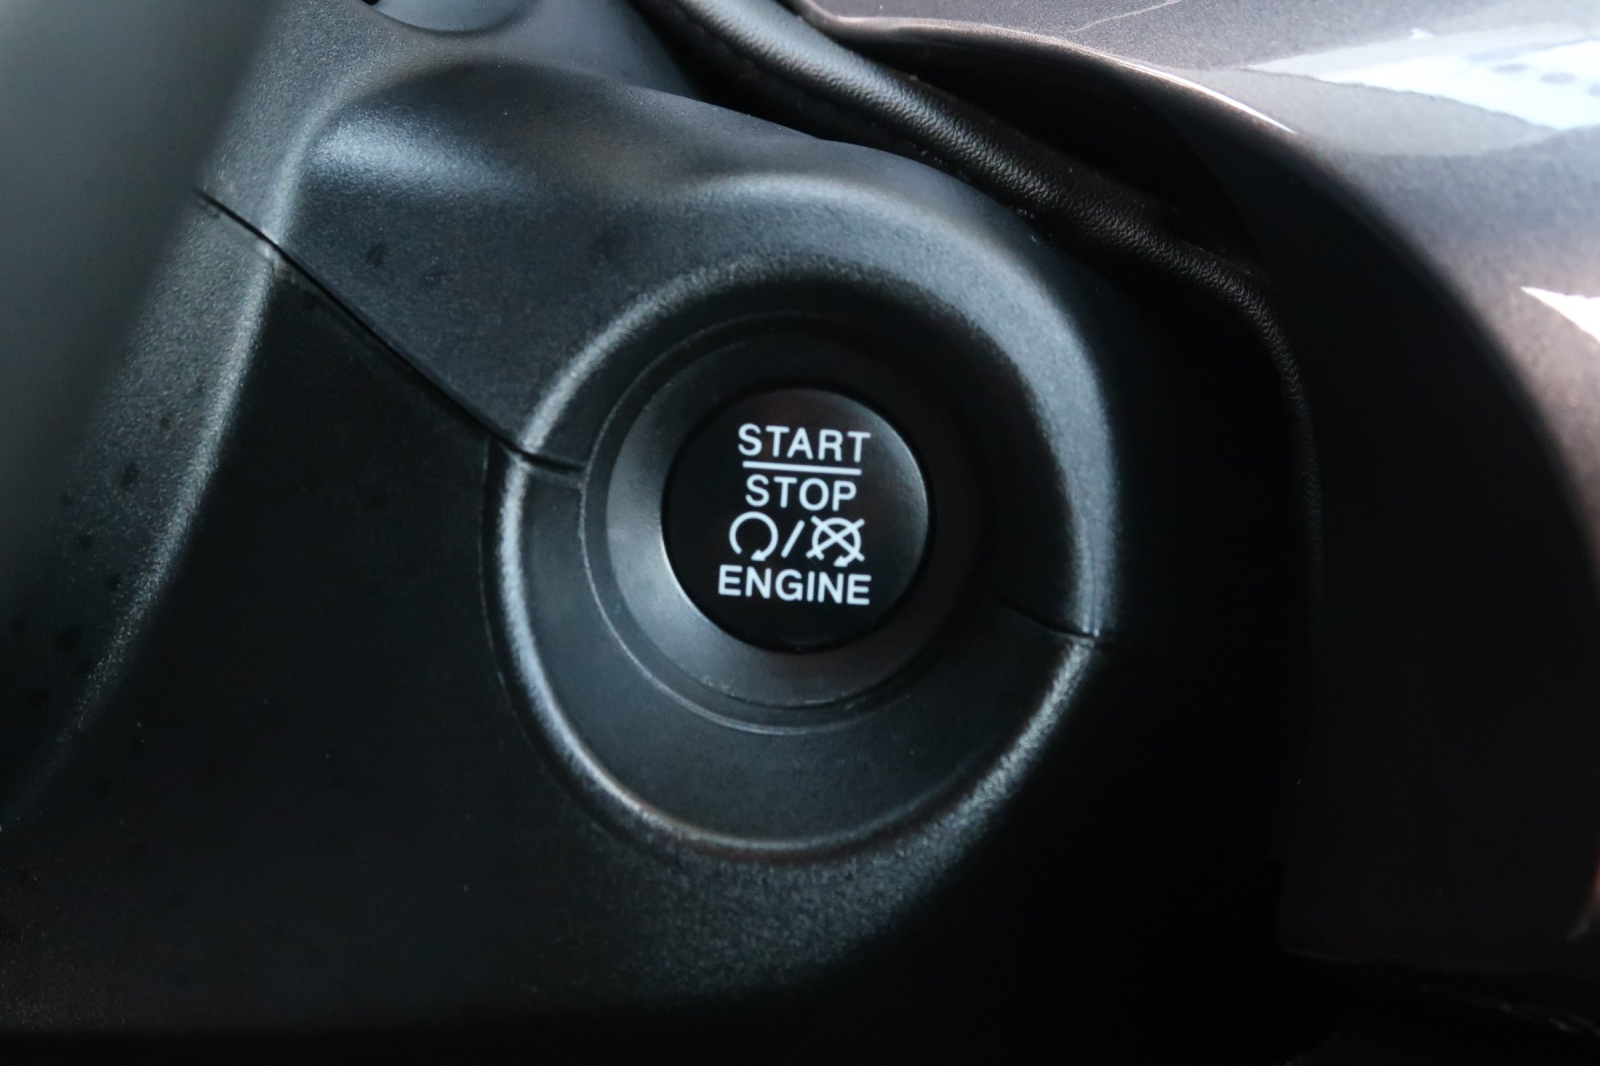 START
STOP
/
ENGINE